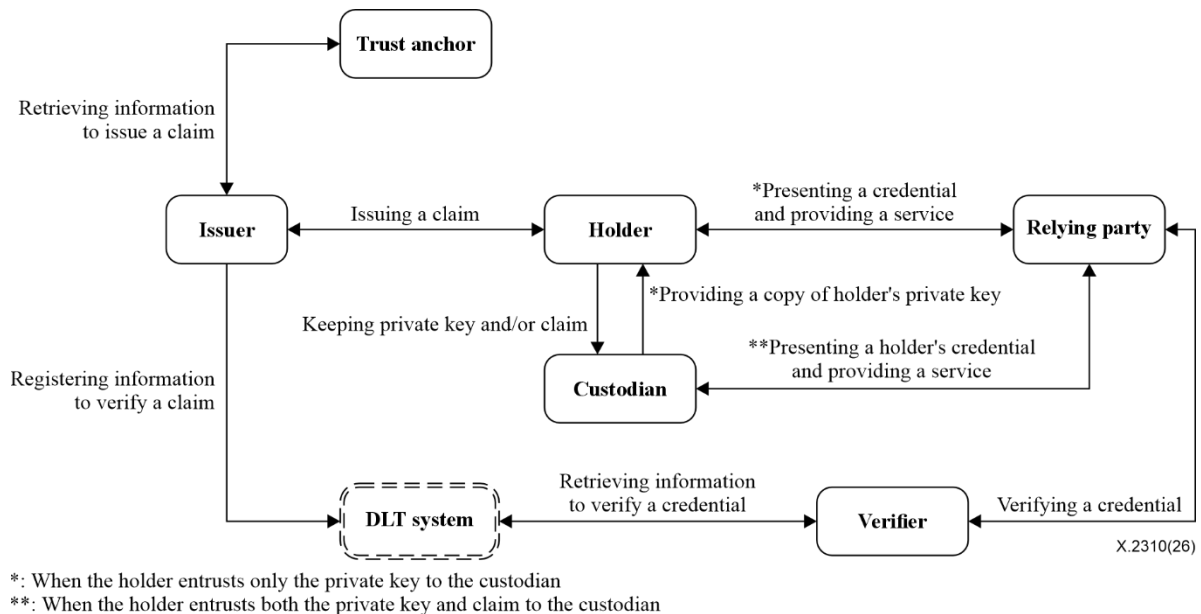 Trust anchor
Retrieving information
to issue a claim
Issuer
Issuing a claim
Holder
*Presenting a credential
and providing a service
Relying party
*Providing a copy of holder's private key
Keeping private key and/or claim
**Presenting a holder's credential
and providing a service
Custodian
Registering information
to verify a claim
DLT system
Retrieving information
to verify a credential
Verifier
Verifying a credential
X.2310(26)
*: When the holder entrusts only the private key to the custodian
**: When the holder entrusts both the private key and claim to the custodian